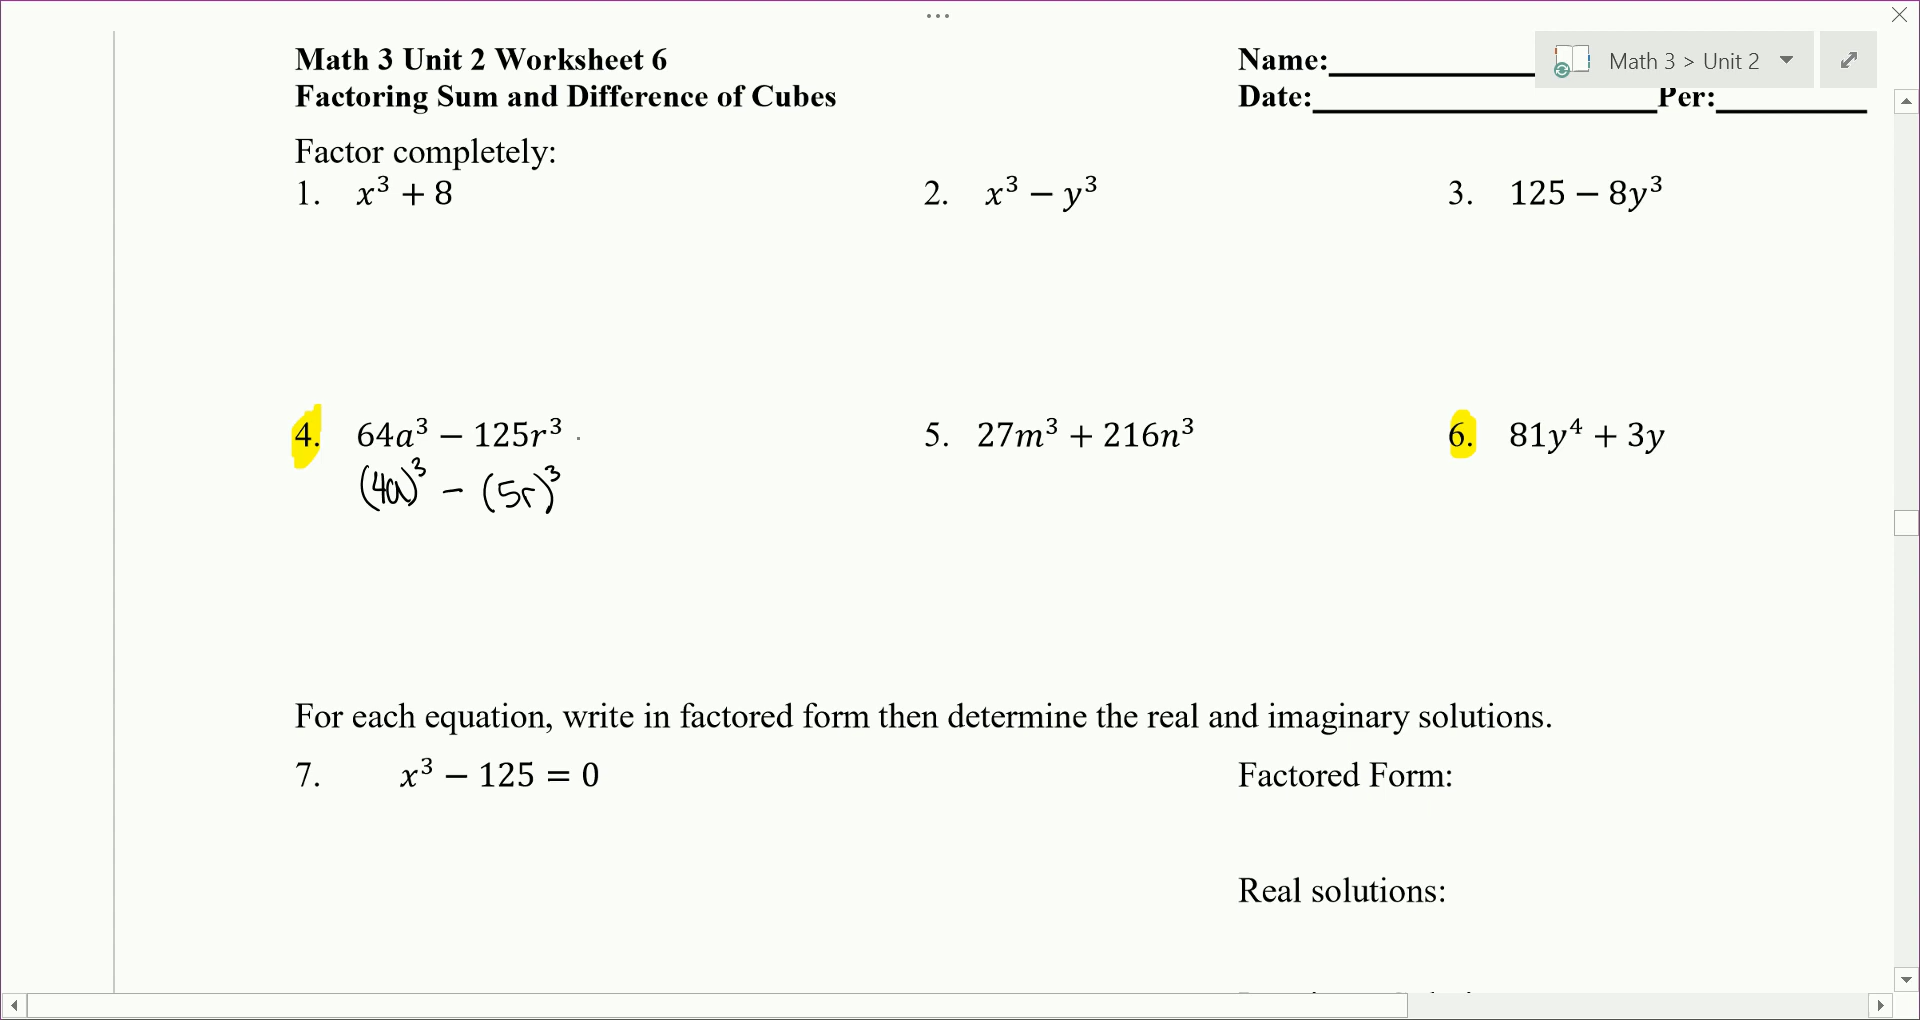 Math 3 Unit 2 Worksheet 6 Name:
Math 3 > Unit 2
Factoring Sum and Difference of Cubes Date: Per:
Factor completely:
1. x³ + 8 2. x³ − y³ 3. 125 − 8y³
4. 64a³ − 125r³ 5. 27m³ + 216n³ 6. 81y⁴ + 3y
(4a)³ − (5r)³
For each equation, write in factored form then determine the real and imaginary solutions.
7. x³ − 125 = 0 Factored Form:
Real solutions: